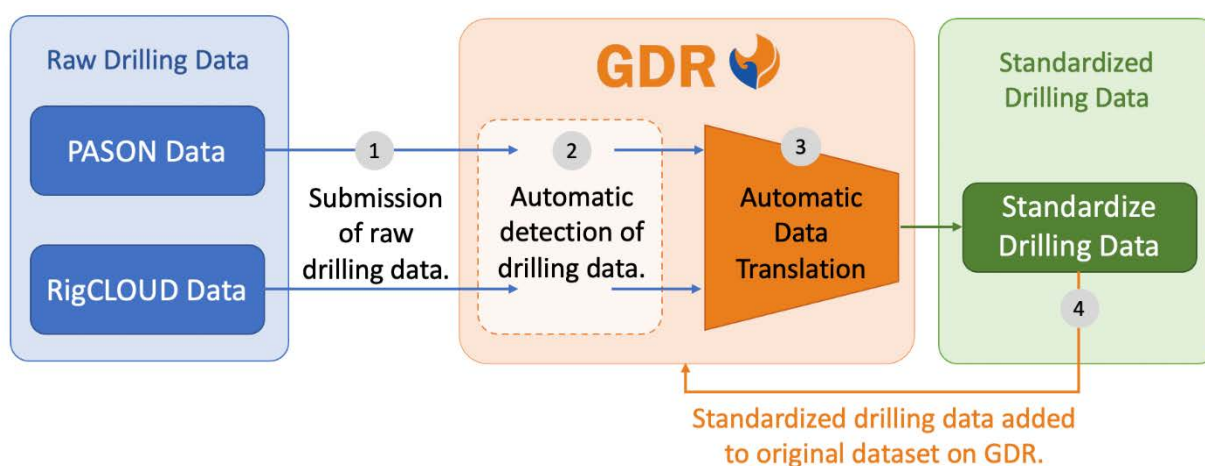 Raw Drilling Data
PASON Data
RigCLOUD Data
1
Submission
of raw
drilling data.
GDR
2
Automatic
detection of
drilling data.
3
Automatic
Data
Translation
Standardized
Drilling Data
Standardize
Drilling Data
4
Standardized drilling data added
to original dataset on GDR.